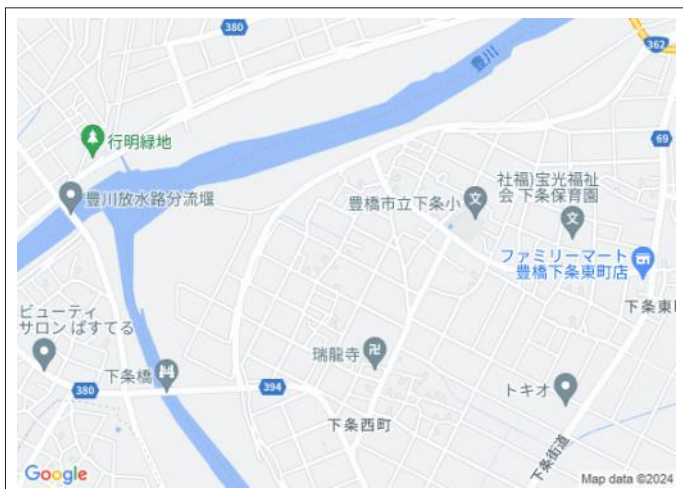 380
362
豊川
行明緑地
69
社福)宝光福祉
会 下条保育園
豊川放水路分流堰
豊橋市立下条小
ファミリーマート
豊橋下条東町店
下条東町
ビューティ
サロン ぱすてる
瑞龍寺
下条橋
380
394
トキオ
下条西町
下条街道
Google
Map data ©2024